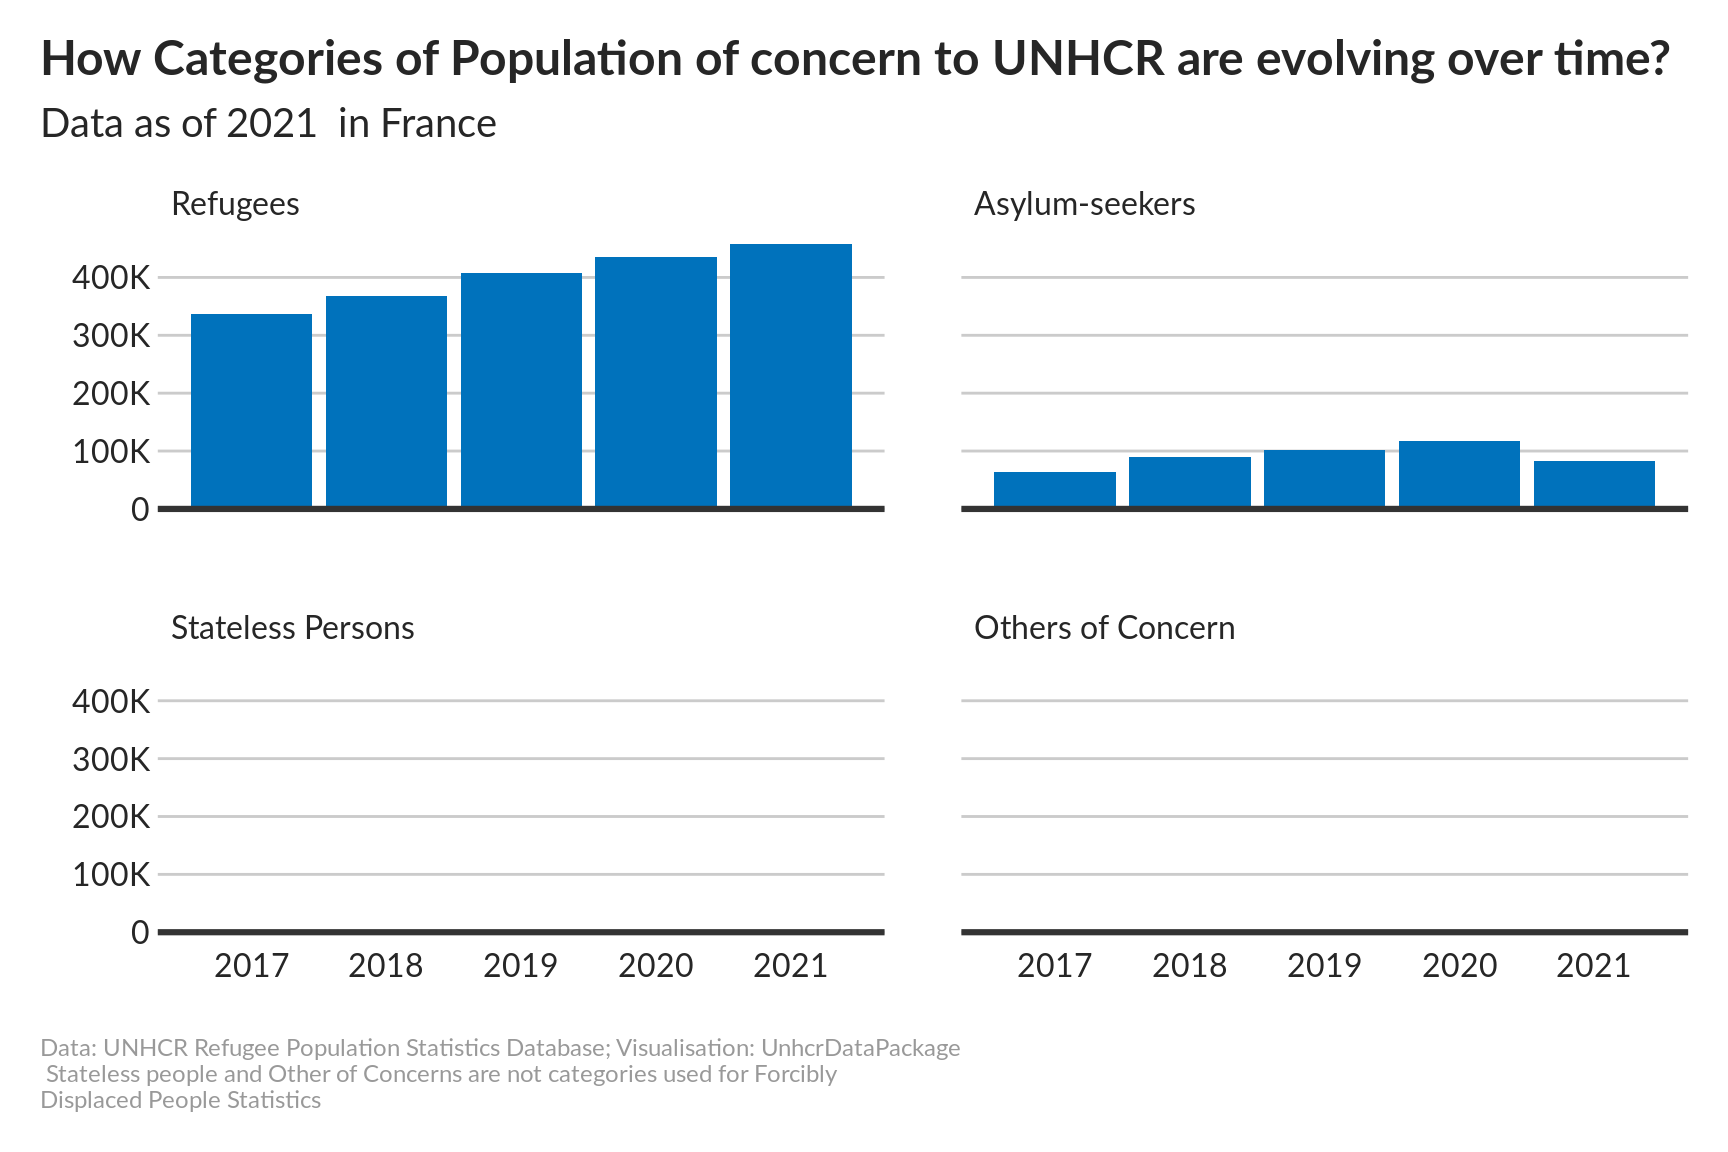 How Categories of Population of concern to UNHCR are evolving over time?
Data as of 2021  in France
Refugees
400K
300K
200K
100K
0
Asylum-seekers
Stateless Persons
400K
300K
200K
100K
0
2017 2018 2019 2020 2021
Others of Concern
2017 2018 2019 2020 2021
Data: UNHCR Refugee Population Statistics Database; Visualisation: UnhcrDataPackage
Stateless people and Other of Concerns are not categories used for Forcibly
Displaced People Statistics